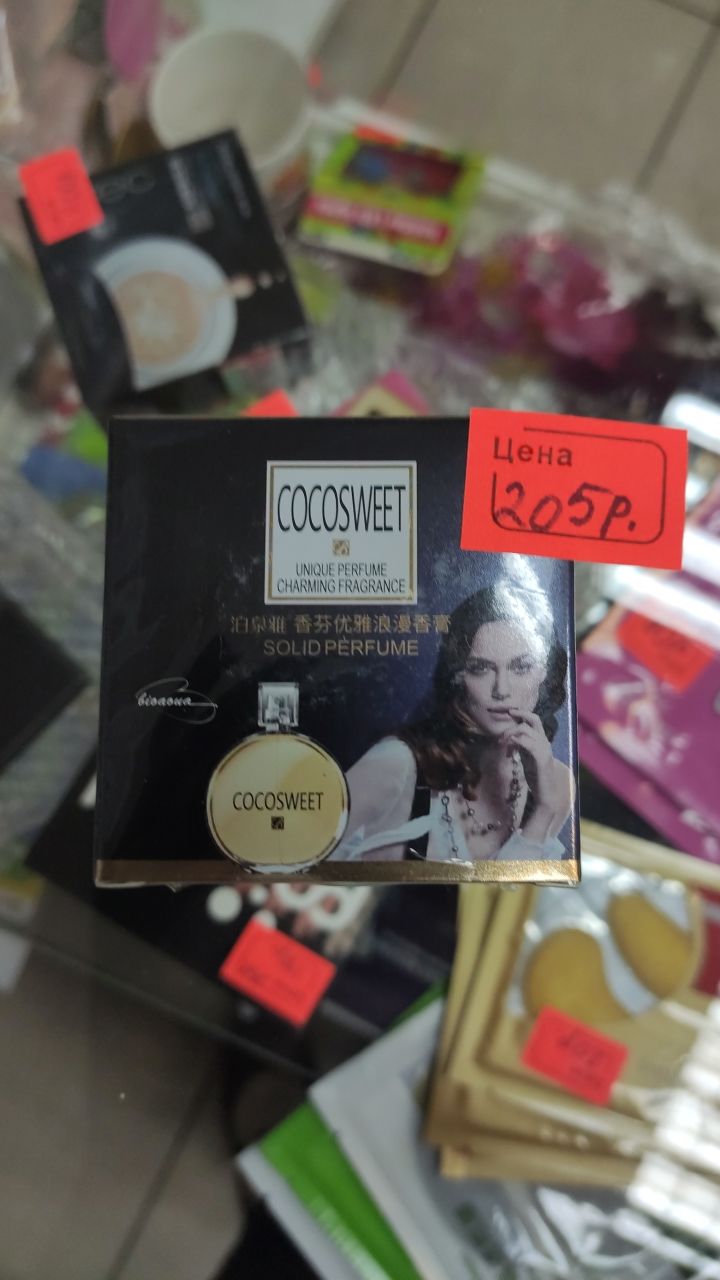 Цена
205р.
COCOSWEET
UNIQUE PERFUME
CHARMING FRAGRANCE
泊泉雅 香芬优雅浪漫香膏
SOLID PERFUME
bioaqua
COCOSWEET